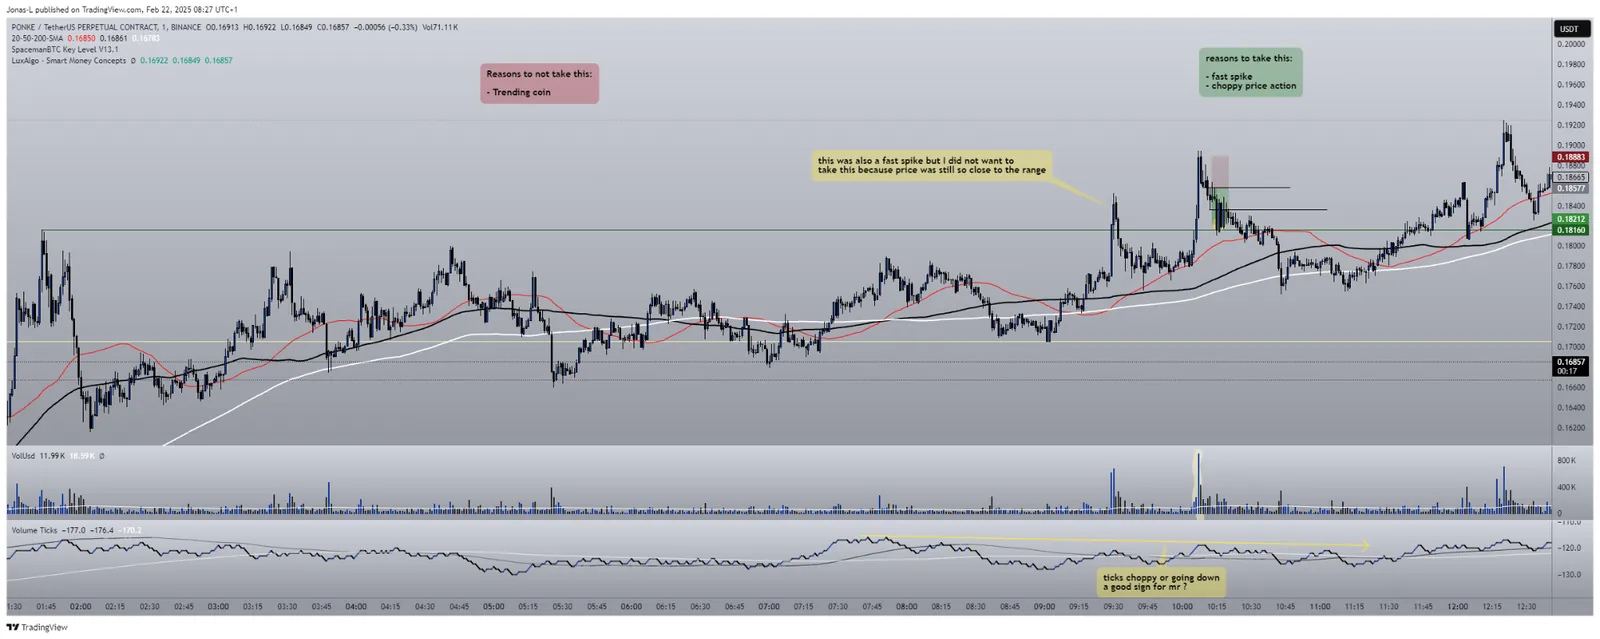 Jonas-L published on TradingView.com, Feb 22, 2025 08:27 UTC+1
PONKE / TetherUS PERPETUAL CONTRACT, 1, BINANCE O0.16913 H0.16922 L0.16849 C0.16857 −0.00056 (−0.33%) Vol71.11K
20-50-200-SMA 0.16850 0.16861 0.16783
SpacemanBTC Key Level V13.1
LuxAlgo - Smart Money Concepts Ø 0.16922 0.16849 0.16857
USDT
Reasons to not take this:
- Trending coin
reasons to take this:
- fast spike
- choppy price action
this was also a fast spike but I did not want to
take this because price was still so close to the range
0.20000
0.19800
0.19600
0.19400
0.19200
0.19000
0.18883
0.18800
0.18665
0.18577
0.18400
0.18212
0.18160
0.18000
0.17800
0.17600
0.17400
0.17200
0.17000
0.16857
00:17
0.16600
0.16400
0.16200
VolUsd 11.99K 18.59K Ø
800K
400K
0
Volume Ticks −177.0 −176.4 −170.2
−110.0
−120.0
−130.0
ticks choppy or going down
a good sign for mr ?
1:30 01:45 02:00 02:15 02:30 02:45 03:00 03:15 03:30 03:45 04:00 04:15 04:30 04:45 05:00 05:15 05:30 05:45 06:00 06:15 06:30 06:45 07:00 07:15 07:30 07:45 08:00 08:15 08:30 08:45 09:00 09:15 09:30 09:45 10:00 10:15 10:30 10:45 11:00 11:15 11:30 11:45 12:00 12:15 12:30
TradingView